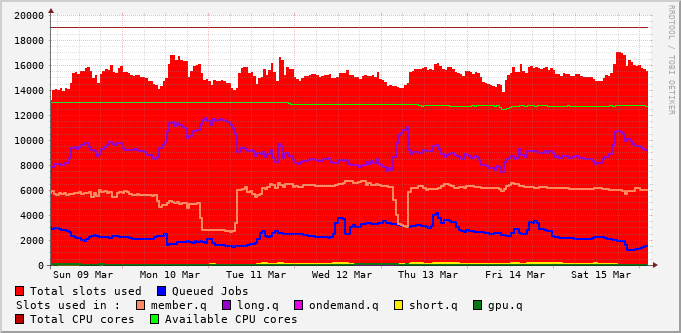 RRDTOOL / TOBI OETIKER
20000
18000
16000
14000
12000
10000
8000
6000
4000
2000
0
Sun 09 Mar Mon 10 Mar Tue 11 Mar Wed 12 Mar Thu 13 Mar Fri 14 Mar Sat 15 Mar
Total slots used Queued Jobs
Slots used in : member.q long.q ondemand.q short.q gpu.q
Total CPU cores Available CPU cores